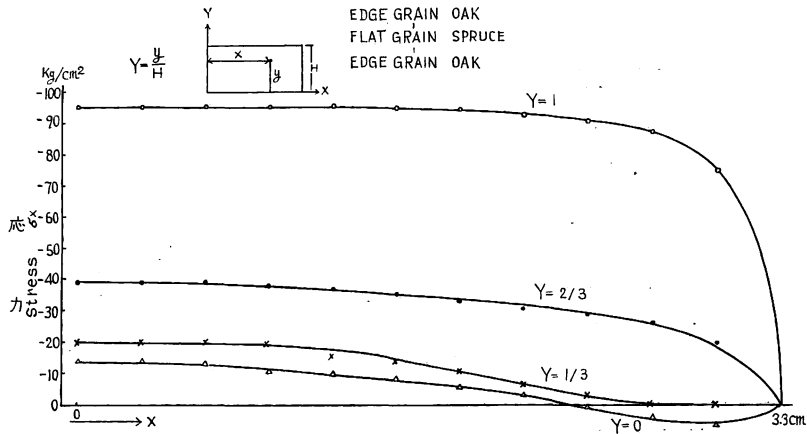 EDGE GRAIN OAK
FLAT GRAIN SPRUCE
EDGE GRAIN OAK
Y
Y = y/H
x
H
y
X
Kg/cm2
-100
-90
-80
-70
-60
-50
-40
-30
-20
-10
0
応力
Stress σx
Y=1
Y=2/3
Y=1/3
Y=0
0
X
3.3cm